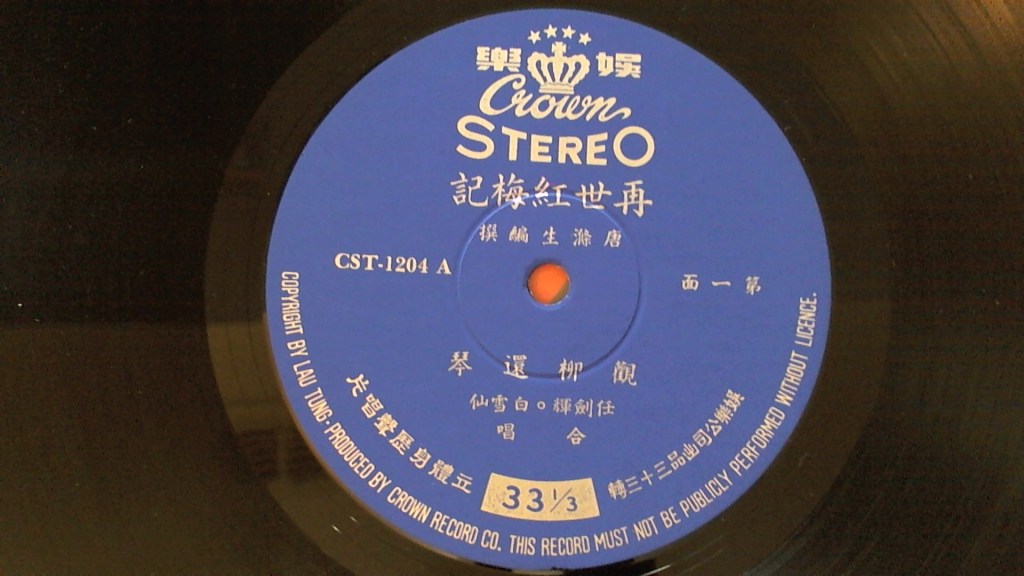 娛樂
Crown
STEREO
再世紅梅記
唐滌生編撰
CST-1204 A
第一面
觀柳還琴
任劍輝。白雪仙
合唱
娛樂公司出品三十三轉
立體身歷聲唱片
33 1/3
COPYRIGHT BY LAU TUNG· PRODUCED BY CROWN RECORD CO. THIS RECORD MUST NOT BE PUBLICLY PERFORMED WITHOUT LICENCE.